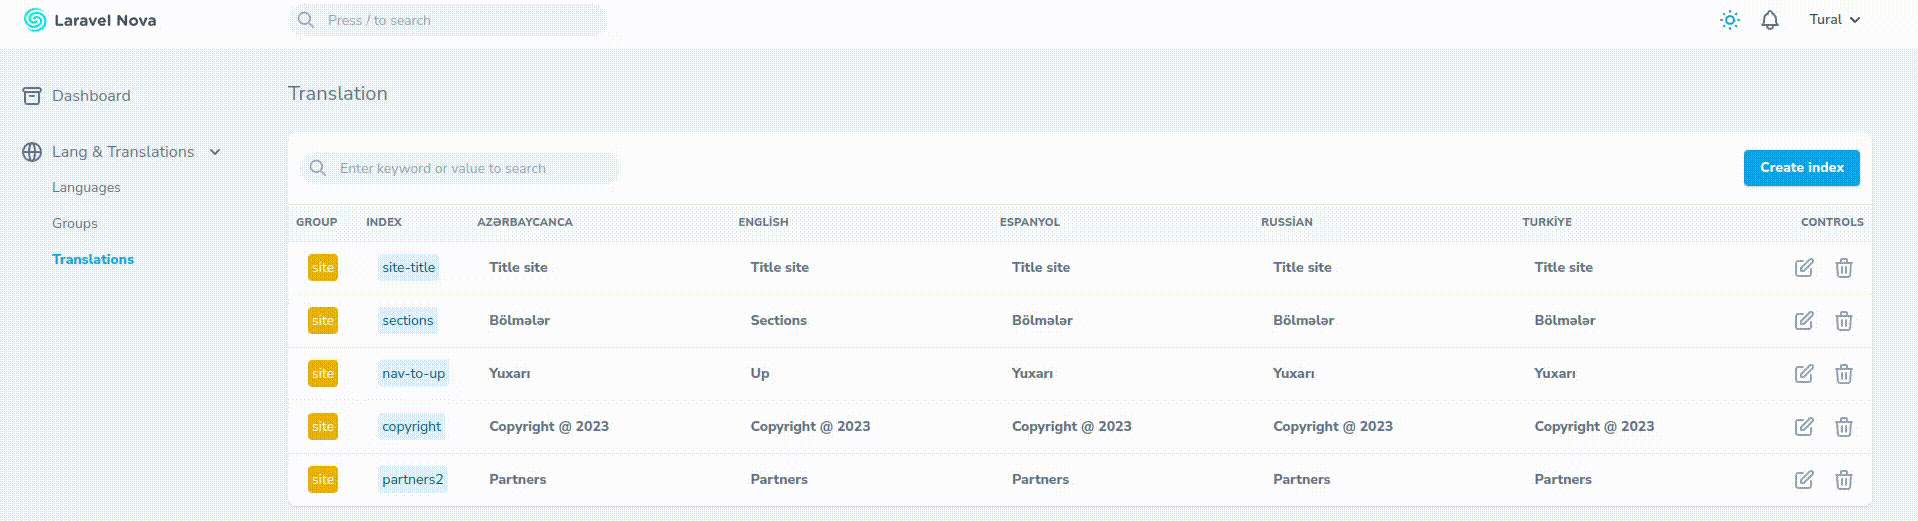 Laravel Nova
Press / to search
Tural
Dashboard
Lang & Translations
Languages
Groups
Translations
Translation
Enter keyword or value to search
Create index
GROUP INDEX AZƏRBAYCANCA ENGLİSH ESPANYOL RUSSİAN TURKİYE CONTROLS
site site-title Title site Title site Title site Title site Title site
site sections Bölmələr Sections Bölmələr Bölmələr Bölmələr
site nav-to-up Yuxarı Up Yuxarı Yuxarı Yuxarı
site copyright Copyright @ 2023 Copyright @ 2023 Copyright @ 2023 Copyright @ 2023 Copyright @ 2023
site partners2 Partners Partners Partners Partners Partners